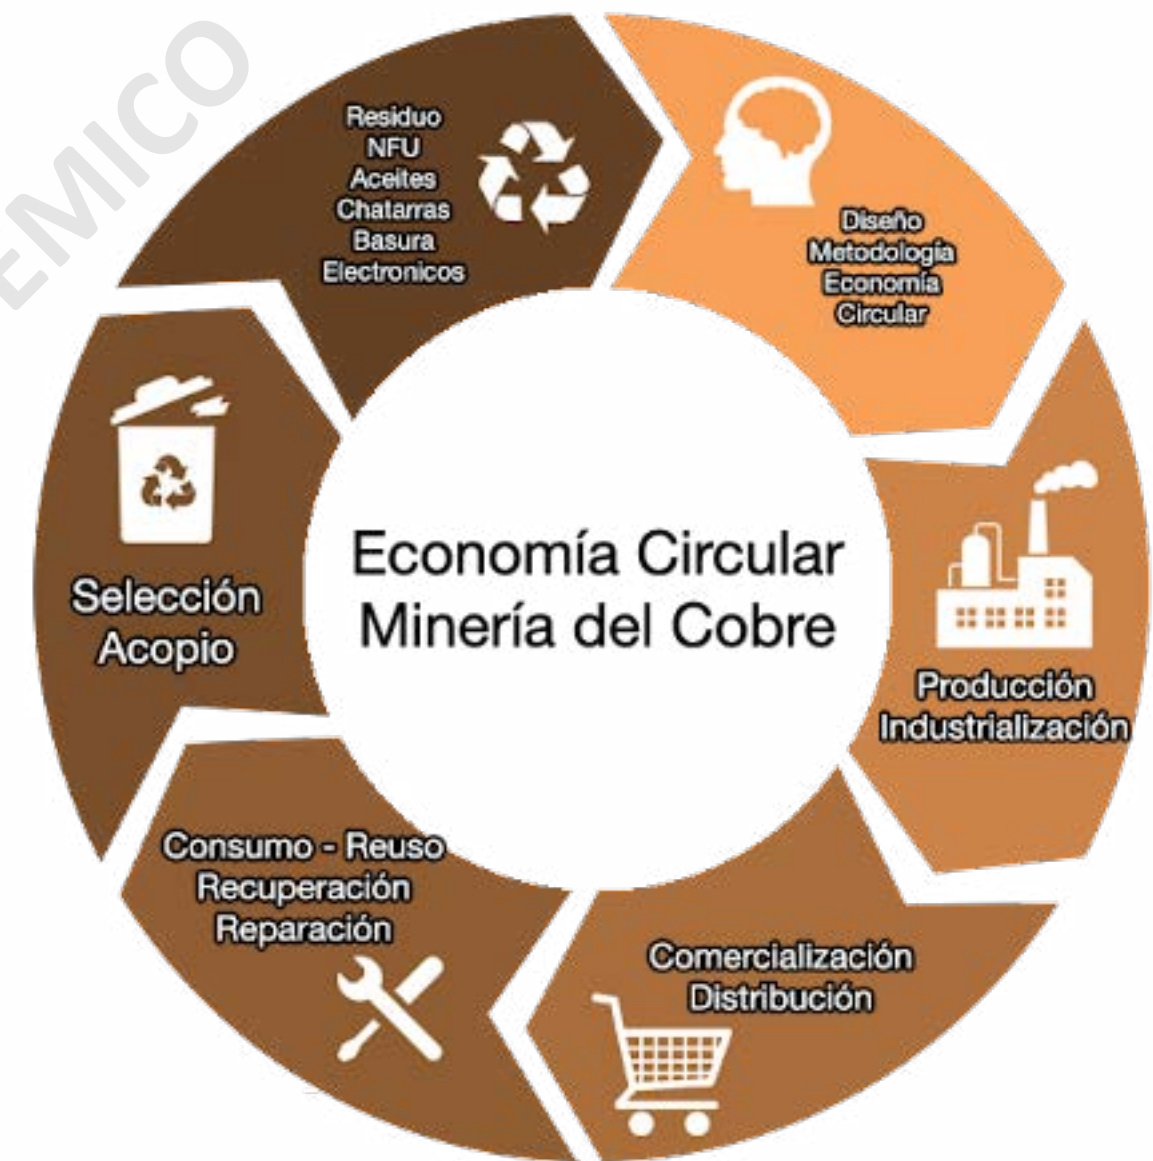 EMICO
Residuo
NFU
Aceites
Chatarras
Basura
Electronicos
Diseño
Metodología
Economía
Circular
Producción
Industrialización
Comercialización
Distribución
Consumo - Reuso
Recuperación
Reparación
Selección
Acopio
Economía Circular
Minería del Cobre